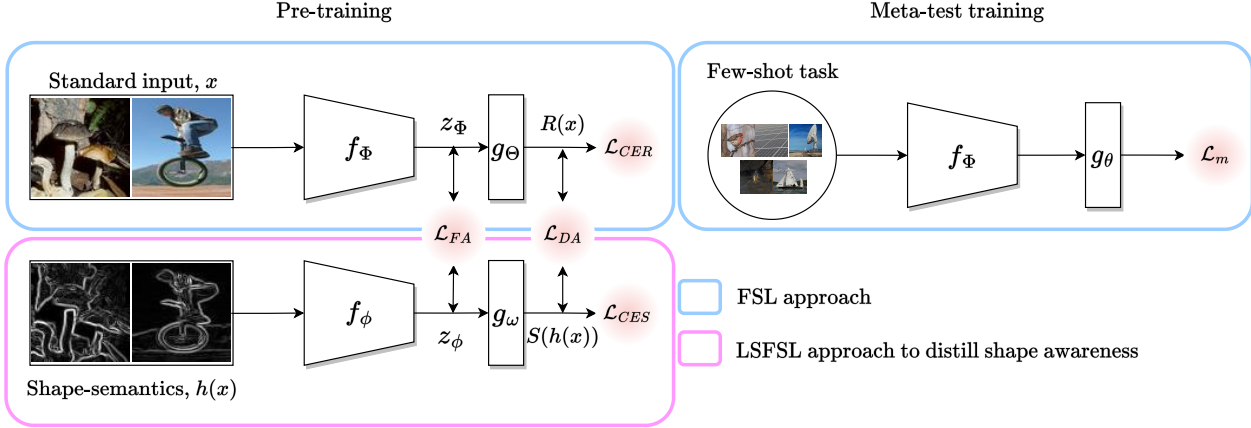 Pre-training
Meta-test training
Standard input, x
f_Φ
z_Φ
g_Θ
R(x)
ℒ_CER
Few-shot task
f_Φ
g_θ
ℒ_m
ℒ_FA
ℒ_DA
f_ϕ
z_ϕ
g_ω
S(h(x))
ℒ_CES
Shape-semantics, h(x)
FSL approach
LSFSL approach to distill shape awareness